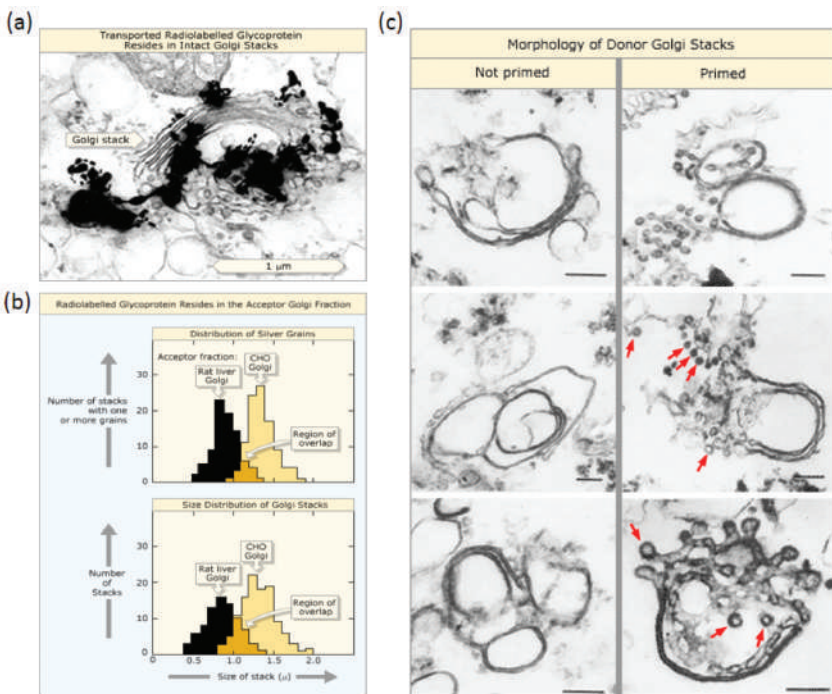 (a)
Transported Radiolabelled Glycoprotein
Resides in Intact Golgi Stacks
Golgi stack
1 μm
(b)
Radiolabelled Glycoprotein Resides in the Acceptor Golgi Fraction
Distribution of Silver Grains
Number of stacks
with one
or more grains
30
20
10
0
Acceptor fraction:
Rat liver
Golgi
CHO
Golgi
Region of
overlap
Size Distribution of Golgi Stacks
Number
of
Stacks
30
20
10
0
Rat liver
Golgi
CHO
Golgi
Region of
overlap
0 0.5 1.0 1.5 2.0
Size of stack (μ)
(c)
Morphology of Donor Golgi Stacks
Not primed
Primed